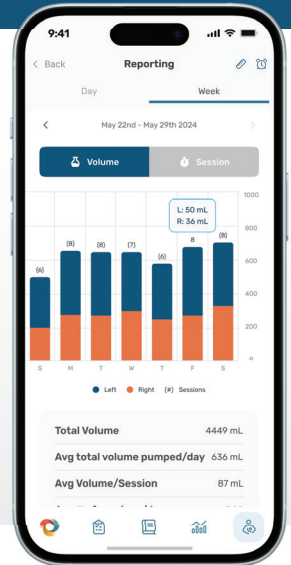 9:41
Back Reporting
Day Week
May 22nd - May 29th 2024
Volume Session
1000
L: 50 mL
R: 36 mL
800
(6) (8) (8) (7) (6) 8 (8)
600
400
200
0
S M T W T F S
Left Right (#) Sessions
Total Volume 4449 mL
Avg total volume pumped/day 636 mL
Avg Volume/Session 87 mL